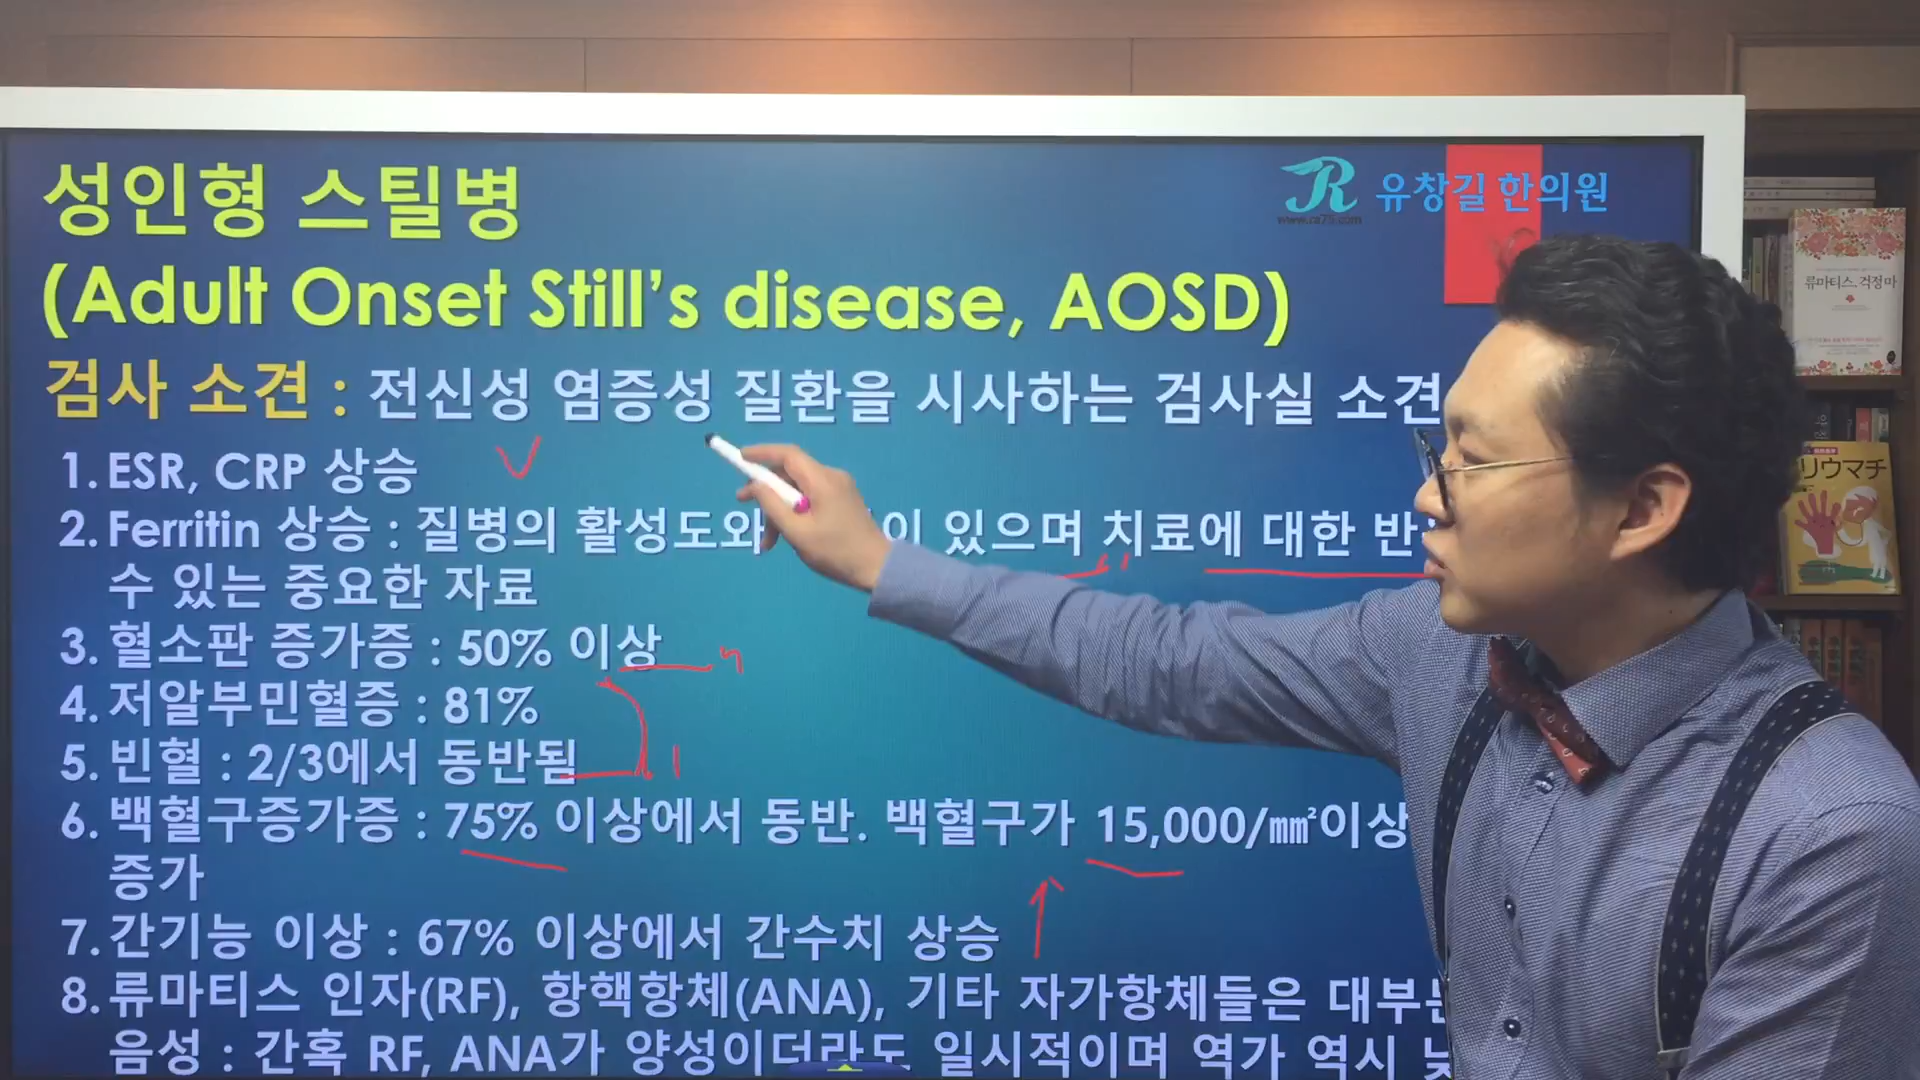 성인형 스틸병
(Adult Onset Still's disease, AOSD)
유창길 한의원
www.ra75.com
검사 소견 : 전신성 염증성 질환을 시사하는 검사실 소견
1. ESR, CRP 상승
2. Ferritin 상승 : 질병의 활성도와 있으며 치료에 대한
수 있는 중요한 자료
3. 혈소판 증가증 : 50% 이상
4. 저알부민혈증 : 81%
5. 빈혈 : 2/3에서 동반됨
6. 백혈구증가증 : 75% 이상에서 동반. 백혈구가 15,000/㎟이상
증가
7. 간기능 이상 : 67% 이상에서 간수치 상승
8. 류마티스 인자(RF), 항핵항체(ANA), 기타 자가항체들은
음성 : 간혹 RF, ANA가 양성이더라도 일시적이며 역가 역시
류마티스, 걱정마
リウマチ